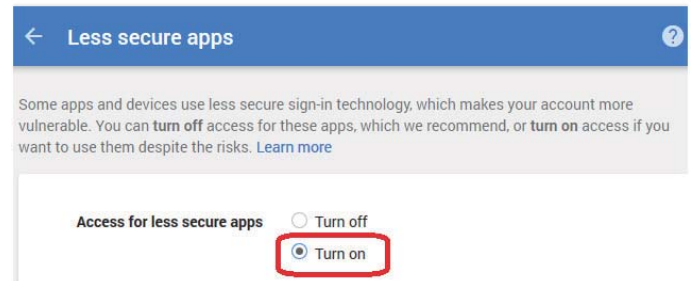 Less secure apps
Some apps and devices use less secure sign-in technology, which makes your account more
vulnerable. You can turn off access for these apps, which we recommend, or turn on access if you
want to use them despite the risks. Learn more
Access for less secure apps
Turn off
Turn on